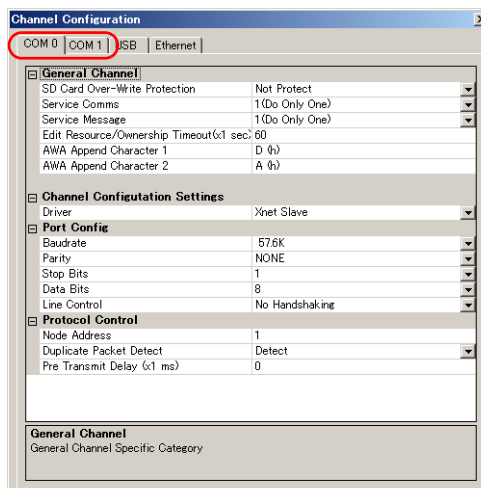 Channel Configuration
COM 0 COM 1 USB Ethernet
General Channel
SD Card Over-Write Protection Not Protect
Service Comms 1(Do Only One)
Service Message 1(Do Only One)
Edit Resource/Ownership Timeout(x1 sec) 60
AWA Append Character 1 D (h)
AWA Append Character 2 A (h)
Channel Configutation Settings
Driver Xnet Slave
Port Config
Baudrate 57.6K
Parity NONE
Stop Bits 1
Data Bits 8
Line Control No Handshaking
Protocol Control
Node Address 1
Duplicate Packet Detect Detect
Pre Transmit Delay (x1 ms) 0
General Channel
General Channel Specific Category